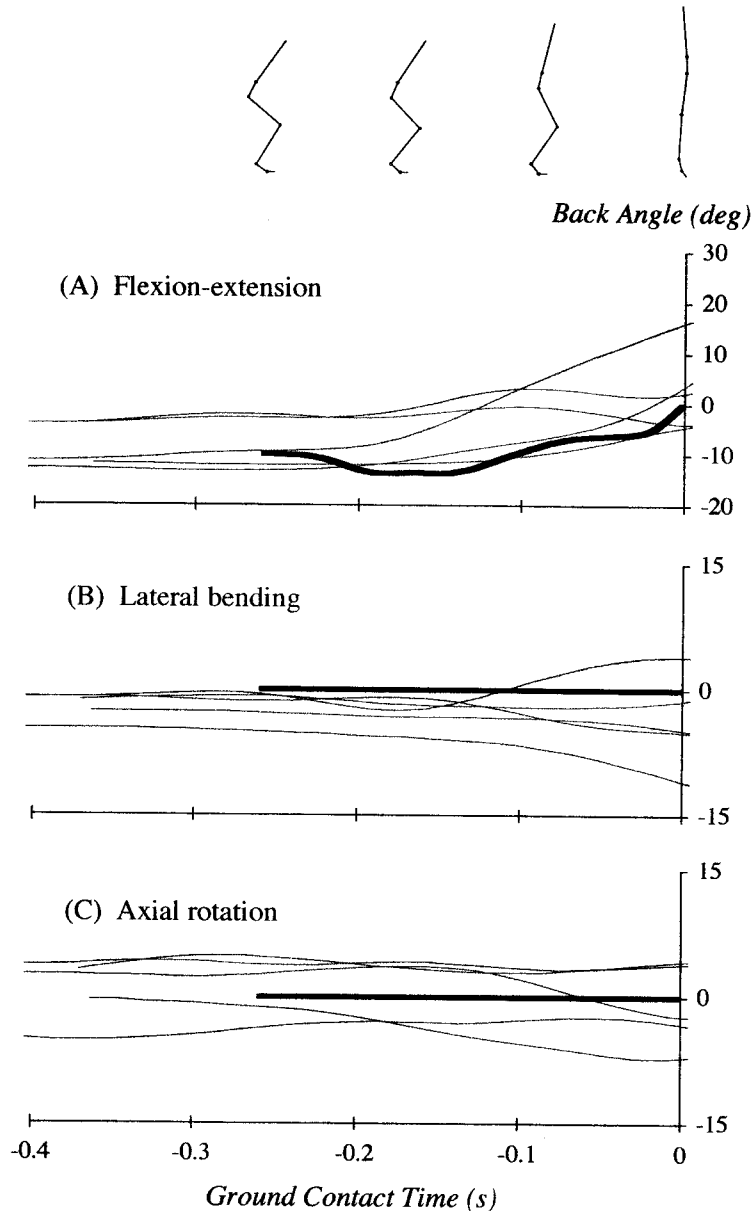 Back Angle (deg)
(A) Flexion-extension
30
20
10
0
-10
-20
(B) Lateral bending
15
0
-15
(C) Axial rotation
15
0
-15
-0.4 -0.3 -0.2 -0.1 0
Ground Contact Time (s)